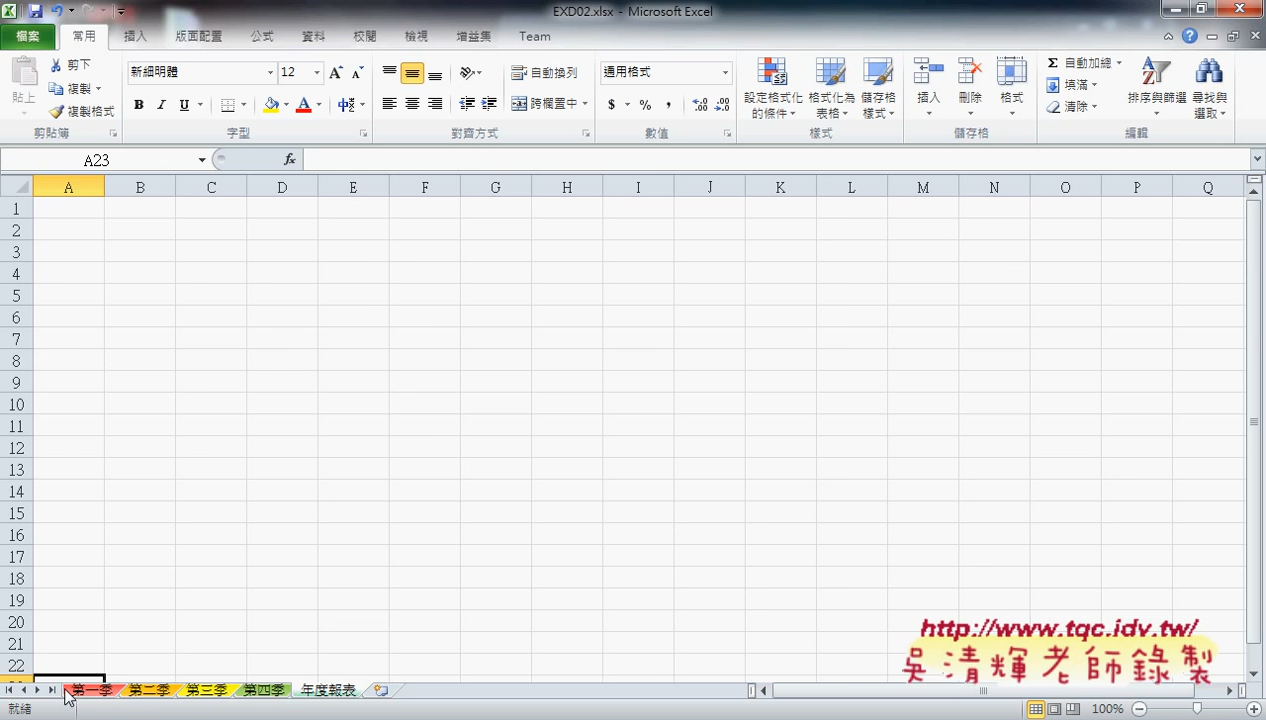 EXD02.xlsx - Microsoft Excel
檔案 常用 插入 版面配置 公式 資料 校閱 檢視 增益集 Team
貼上 剪下 複製 複製格式 剪貼簿
新細明體 12 B I U A 字型
自動換列 跨欄置中 對齊方式
通用格式 $ % , 數值
設定格式化的條件 格式化為表格 儲存格樣式 樣式
插入 刪除 格式 儲存格
Σ 自動加總 填滿 清除 排序與篩選 尋找與選取 編輯
A23 fx
A B C D E F G H I J K L M N O P Q
1
2
3
4
5
6
7
8
9
10
11
12
13
14
15
16
17
18
19
20
21
22
http://www.tqc.idv.tw/
吳清輝老師錄製
第一季 第二季 第三季 第四季 年度報表
就緒 100%